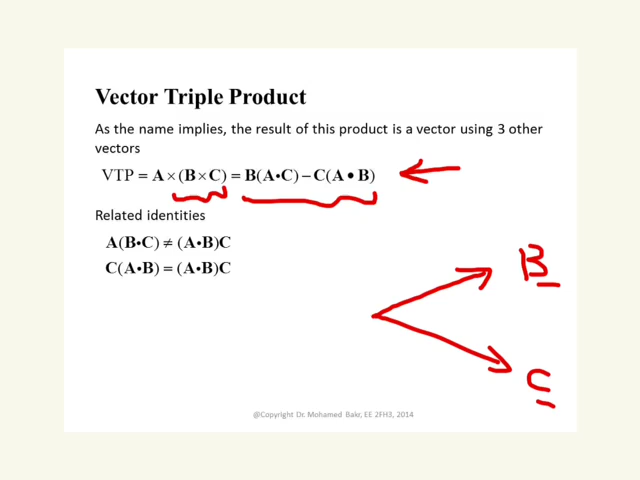 Vector Triple Product
As the name implies, the result of this product is a vector using 3 other
vectors
VTP = A×(B×C) = B(A•C) − C(A • B)
Related identities
A(B•C) ≠ (A•B)C
C(A•B) = (A•B)C
B
C
@Copyright Dr. Mohamed Bakr, EE 2FH3, 2014